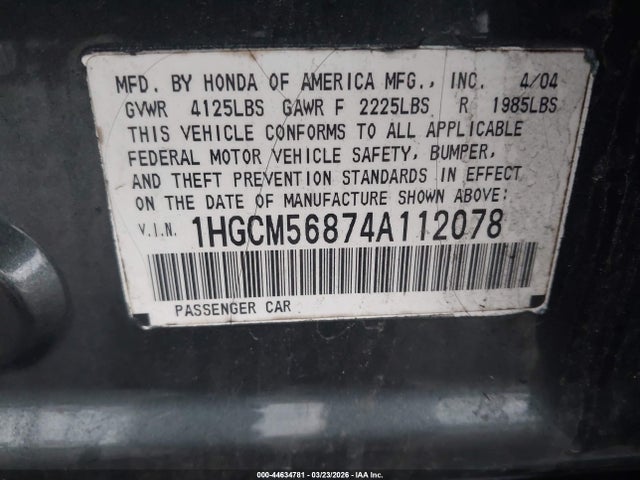 MFD. BY HONDA OF AMERICA MFG., INC. 4/04
GVWR 4125LBS GAWR F 2225LBS R 1985LBS
THIS VEHICLE CONFORMS TO ALL APPLICABLE
FEDERAL MOTOR VEHICLE SAFETY, BUMPER,
AND THEFT PREVENTION STANDARDS IN EFFECT
ON THE DATE OF MANUFACTURE SHOWN ABOVE:
V.I.N. 1HGCM56874A112078
PASSENGER CAR
000-44634781 - 03/23/2026 - IAA Inc.